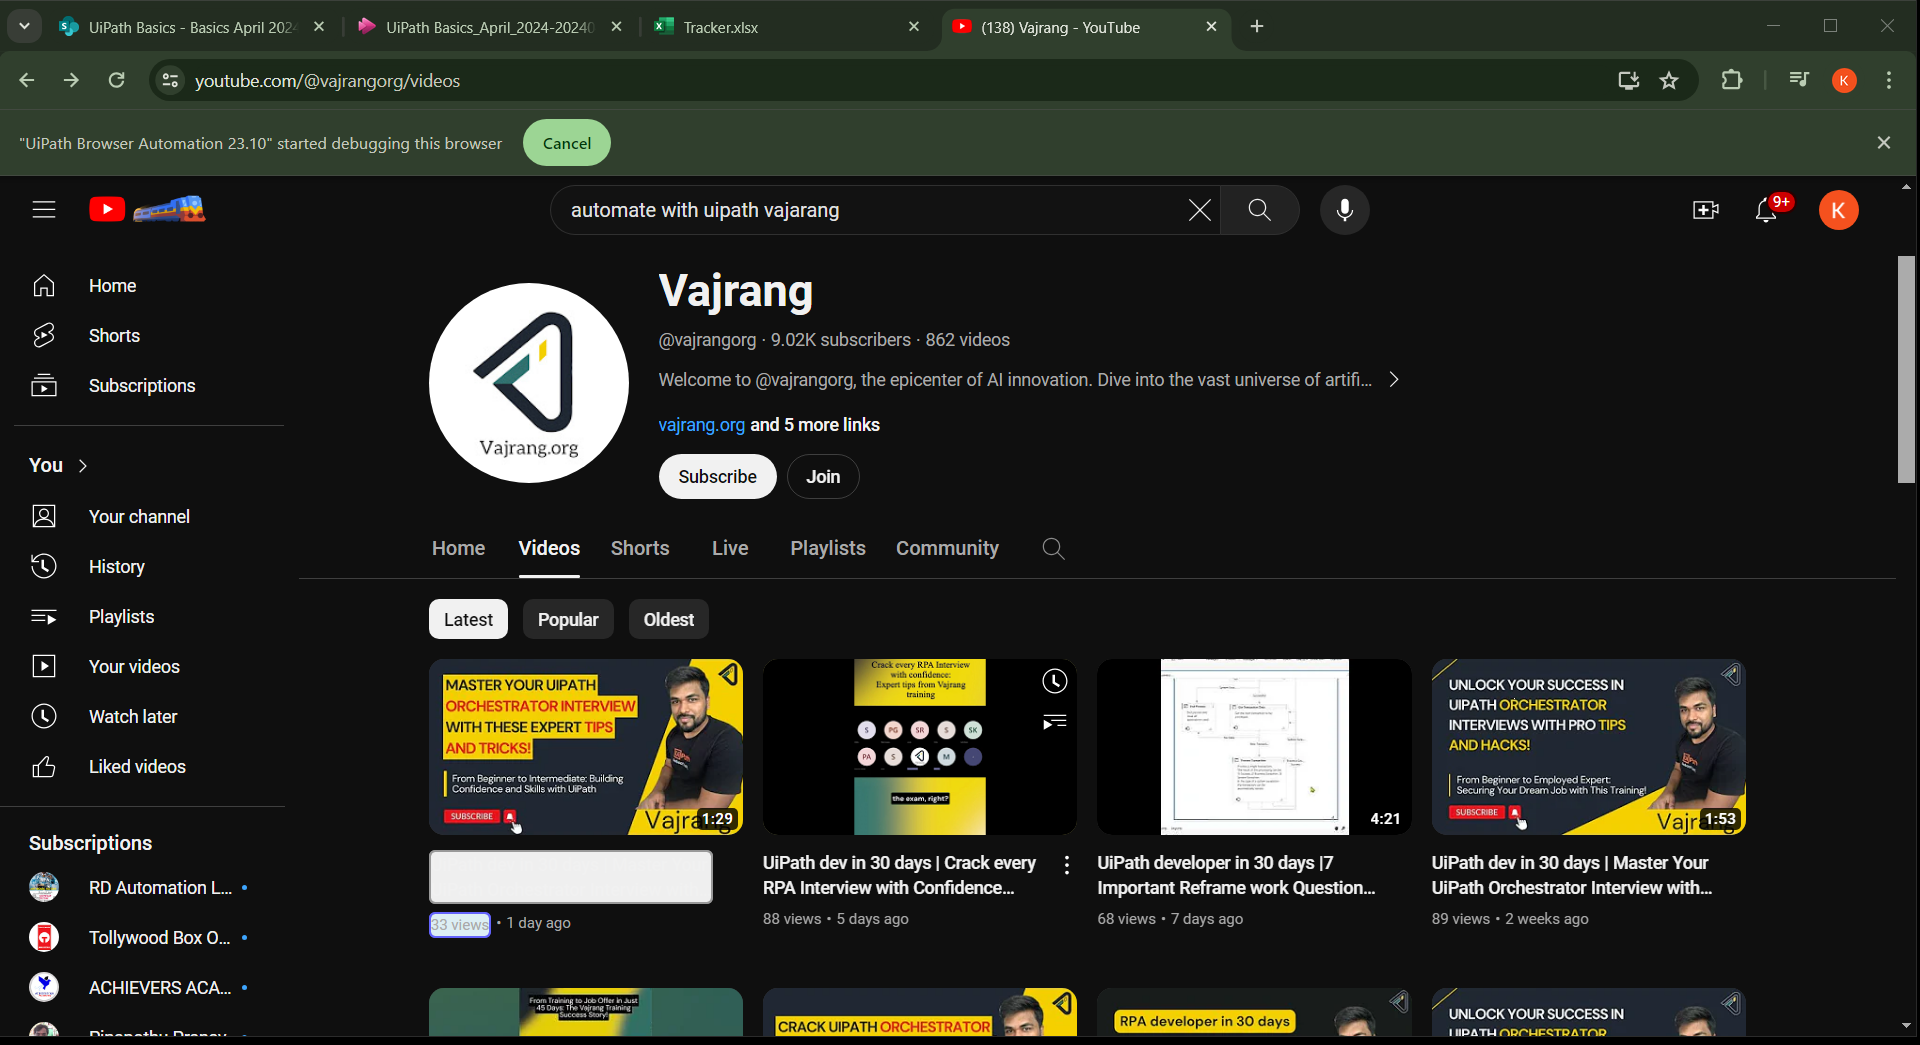 UiPath Basics - Basics April 202
UiPath Basics_April_2024-20240
Tracker.xlsx
(138) Vajrang - YouTube
youtube.com/@vajrangorg/videos
K
"UiPath Browser Automation 23.10" started debugging this browser
Cancel
automate with uipath vajarang
9+
K
Home
Shorts
Subscriptions
You
Your channel
History
Playlists
Your videos
Watch later
Liked videos
Subscriptions
RD Automation L...
Tollywood Box O...
ACHIEVERS ACA...
Vajrang.org
Vajrang
@vajrangorg · 9.02K subscribers · 862 videos
Welcome to @vajrangorg, the epicenter of AI innovation. Dive into the vast universe of artifi...
vajrang.org and 5 more links
Subscribe
Join
Home
Videos
Shorts
Live
Playlists
Community
Latest
Popular
Oldest
MASTER YOUR UIPATH
ORCHESTRATOR INTERVIEW
WITH THESE EXPERT TIPS
AND TRICKS!
From Beginner to Intermediate: Building
Confidence and Skills with UiPath
SUBSCRIBE
1:29
33 views • 1 day ago
Crack every RPA Interview
with confidence:
Expert tips from Vajrang
training
S
PG
SR
S
SK
PA
S
M
the exam, right?
UiPath dev in 30 days | Crack every
RPA Interview with Confidence...
88 views • 5 days ago
4:21
UiPath developer in 30 days |7
Important Reframe work Question...
68 views • 7 days ago
UNLOCK YOUR SUCCESS IN
UIPATH ORCHESTRATOR
INTERVIEWS WITH PRO TIPS
AND HACKS!
From Beginner to Employed Expert:
Securing Your Dream Job with This Training!
SUBSCRIBE
1:53
UiPath dev in 30 days | Master Your
UiPath Orchestrator Interview with...
89 views • 2 weeks ago
From Training to Job Offer in Just
45 Days: The Vajrang Training
Success Story!
CRACK UIPATH ORCHESTRATOR
RPA developer in 30 days
UNLOCK YOUR SUCCESS IN
UIPATH ORCHESTRATOR